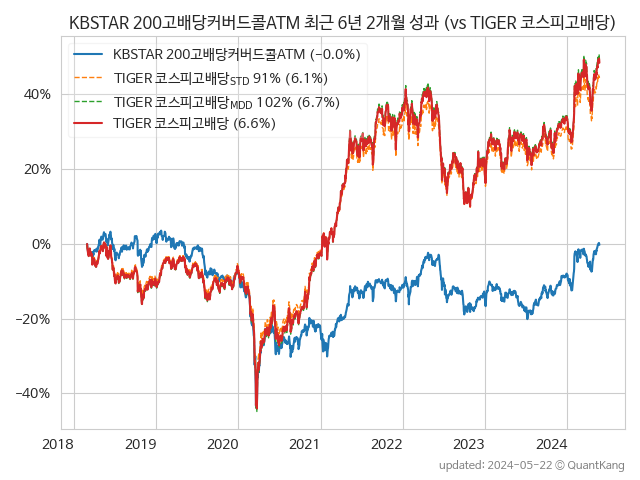 KBSTAR 200고배당커버드콜ATM 최근 6년 2개월 성과 (vs TIGER 코스피고배당)
KBSTAR 200고배당커버드콜ATM (−0.0%)
TIGER 코스피고배당STD 91% (6.1%)
TIGER 코스피고배당MDD 102% (6.7%)
TIGER 코스피고배당 (6.6%)
40%
20%
0%
−20%
−40%
2018 2019 2020 2021 2022 2023 2024
updated: 2024-05-22 © QuantKang